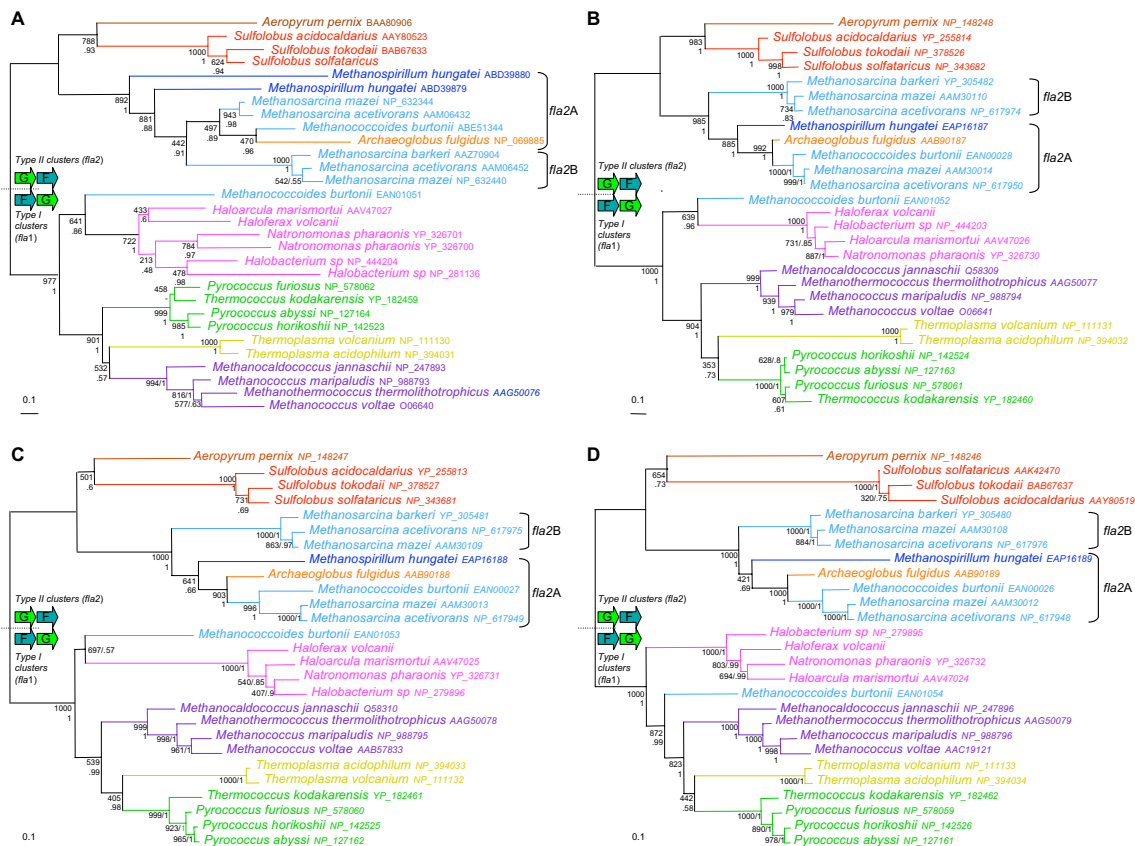 A
Aeropyrum pernix BAA80906
788
.93
Sulfolobus acidocaldarius AAY80523
1000
1
Sulfolobus tokodaii BAB67633
624
.94
Sulfolobus solfataricus
Methanospirillum hungatei ABD39880
892
1
Methanospirillum hungatei ABD39879
881
.88
Methanosarcina mazei NP_632344
943
.98
Methanosarcina acetivorans AAM06432
497
.89
Methanococcoides burtonii ABE51344
442
.91
470
.96
Archaeoglobus fulgidus NP_069885
fla2A
Methanosarcina barkeri AAZ70904
1000
1
Methanosarcina acetivorans AAM06452
542/.55
Methanosarcina mazei NP_632440
fla2B
Type II clusters (fla2)
G F
F G
Type I
clusters
(fla1)
Methanococcoides burtonii EAN01051
641
.86
Haloarcula marismortui AAV47027
433
.6
Haloferax volcanii
722
1
Natronomonas pharaonis YP_326701
784
.97
Natronomonas pharaonis YP_326700
213
.48
Halobacterium sp NP_444204
478
.98
Halobacterium sp NP_281136
977
1
Pyrococcus furiosus NP_578062
458
-
Thermococcus kodakarensis YP_182459
999
1
Pyrococcus abyssi NP_127164
985
1
Pyrococcus horikoshii NP_142523
901
1
Thermoplasma volcanium NP_111130
1000
1
Thermoplasma acidophilum NP_394031
532
.57
Methanocaldococcus jannaschii NP_247893
994/1
Methanococcus maripaludis NP_988793
816/1
Methanothermococcus thermolithotrophicus AAG50076
577/.63
Methanococcus voltae O06640
0.1
B
Aeropyrum pernix NP_148248
983
1
Sulfolobus acidocaldarius YP_255814
1000
1
Sulfolobus tokodaii NP_378526
998
1
Sulfolobus solfataricus NP_343682
Methanosarcina barkeri YP_305482
1000
1
Methanosarcina mazei AAM30110
734
.83
Methanosarcina acetivorans NP_617974
fla2B
985
1
Methanospirillum hungatei EAP16187
885
1
Archaeoglobus fulgidus AAB90187
992
1
Methanococcoides burtonii EAN00028
1000/1
Methanosarcina mazei AAM30014
999/1
Methanosarcina acetivorans NP_617950
fla2A
Type II clusters (fla2)
G F
F G
Type I
clusters
(fla1)
Methanococcoides burtonii EAN01052
639
.96
Haloferax volcanii
1000
1
Halobacterium sp NP_444203
731/.85
Haloarcula marismortui AAV47026
887/1
Natronomonas pharaonis YP_326730
1000
1
Methanocaldococcus jannaschii Q58309
999
1
Methanothermococcus thermolithotrophicus AAG50077
939
1
Methanococcus maripaludis NP_988794
979
1
Methanococcus voltae O06641
904
1
Thermoplasma volcanium NP_111131
1000
1
Thermoplasma acidophilum NP_394032
353
.73
Pyrococcus horikoshii NP_142524
628/.8
Pyrococcus abyssi NP_127163
1000/1
Pyrococcus furiosus NP_578061
607
.61
Thermococcus kodakarensis YP_182460
0.1
C
Aeropyrum pernix NP_148247
501
.6
Sulfolobus acidocaldarius YP_255813
1000
1
Sulfolobus tokodaii NP_378527
731
.69
Sulfolobus solfataricus NP_343681
Methanosarcina barkeri YP_305481
1000/1
Methanosarcina acetivorans NP_617975
863/.97
Methanosarcina mazei AAM30109
fla2B
1000
1
Methanospirillum hungatei EAP16188
641
.66
Archaeoglobus fulgidus AAB90188
903
1
Methanococcoides burtonii EAN00027
996
1
Methanosarcina mazei AAM30013
1000/1
Methanosarcina acetivorans NP_617949
fla2A
Type II clusters (fla2)
G F
F G
Type I
clusters
(fla1)
Methanococcoides burtonii EAN01053
697/.57
Haloferax volcanii
1000/1
Haloarcula marismortui AAV47025
540/.85
Natronomonas pharaonis YP_326731
407/.9
Halobacterium sp NP_279896
1000
1
Methanocaldococcus jannaschii Q58310
999
1
Methanothermococcus thermolithotrophicus AAG50078
998/1
Methanococcus maripaludis NP_988795
961/1
Methanococcus voltae AAB57833
539
.99
Thermoplasma acidophilum NP_394033
1000/1
Thermoplasma volcanium NP_111132
405
.98
Thermococcus kodakarensis YP_182461
999/1
Pyrococcus furiosus NP_578060
923/1
Pyrococcus horikoshii NP_142525
965/1
Pyrococcus abyssi NP_127162
0.1
D
Aeropyrum pernix NP_148246
654
.73
Sulfolobus solfataricus AAK42470
1000
1
Sulfolobus tokodaii BAB67637
320/.75
Sulfolobus acidocaldarius AAY80519
Methanosarcina barkeri YP_305480
1000/1
Methanosarcina mazei AAM30108
884/1
Methanosarcina acetivorans NP_617976
fla2B
1000
1
Methanospirillum hungatei EAP16189
421
.69
Archaeoglobus fulgidus AAB90189
1000
1
Methanococcoides burtonii EAN00026
1000/1
Methanosarcina mazei AAM30012
1000/1
Methanosarcina acetivorans NP_617948
fla2A
Type II clusters (fla2)
G F
F G
Type I
clusters
(fla1)
Halobacterium sp NP_279895
1000/1
Haloferax volcanii
803/.99
Natronomonas pharaonis YP_326732
694/.99
Haloarcula marismortui AAV47024
1000
1
Methanococcoides burtonii EAN01054
872
.99
Methanocaldococcus jannaschii NP_247896
1000
1
Methanothermococcus thermolithotrophicus AAG50079
1000
1
Methanococcus maripaludis NP_988796
998
1
Methanococcus voltae AAC19121
823
1
Thermoplasma volcanium NP_111133
1000/1
Thermoplasma acidophilum NP_394034
442
.58
Thermococcus kodakarensis YP_182462
1000/1
Pyrococcus furiosus NP_578059
890/1
Pyrococcus horikoshii NP_142526
978/1
Pyrococcus abyssi NP_127161
0.1